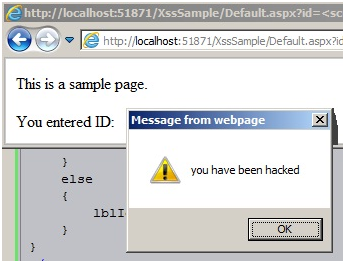 http://localhost:51871/XssSample/Default.aspx?id=<sc
http://localhost:51871/XssSample/Default.aspx?id
This is a sample page.
You entered ID:
Message from webpage
you have been hacked
OK
}
else
{
}
}